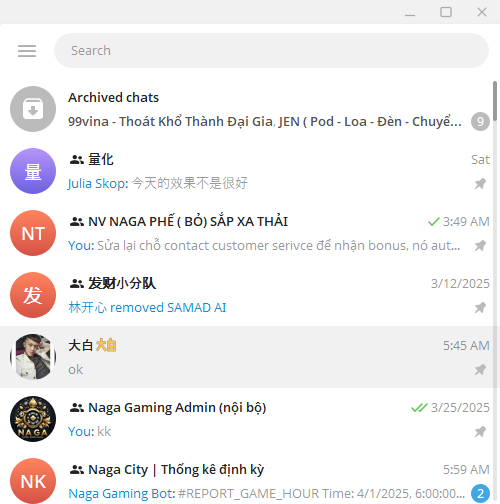 Search
Archived chats
99vina - Thoát Khổ Thành Đại Gia, JEN ( Pod - Loa - Đèn - Chuyể...
9
量
量化
Sat
Julia Skop: 今天的效果不是很好
NT
NV NAGA PHẾ ( BỎ) SẮP XA THẢI
3:49 AM
You: Sửa lại chỗ contact customer serivce để nhận bonus, nó aut...
发
发财小分队
3/12/2025
林开心 removed SAMAD AI
大白
5:45 AM
ok
NAGA
Naga Gaming Admin (nội bộ)
3/25/2025
You: kk
NK
Naga City | Thống kê định kỳ
5:59 AM
Naga Gaming Bot: #REPORT_GAME_HOUR Time: 4/1/2025, 6:00:00...
2